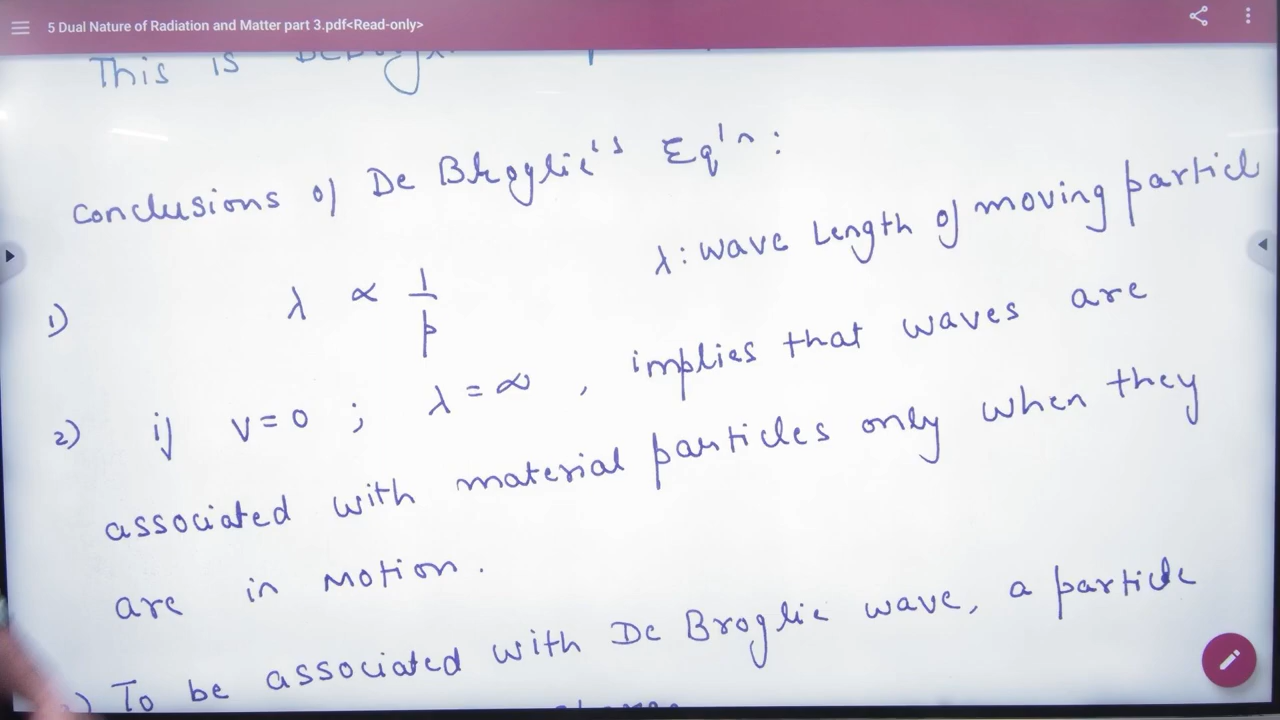 5 Dual Nature of Radiation and Matter part 3.pdf<Read-only>
This is
Conclusions of De Broglie's Eq'n :
λ : wave Length of moving particle
1) λ ∝ 1/p
2) if v = 0 ; λ = ∞ , implies that waves are
associated with material particles only when they
are in motion .
To be associated with De Broglie wave, a particle